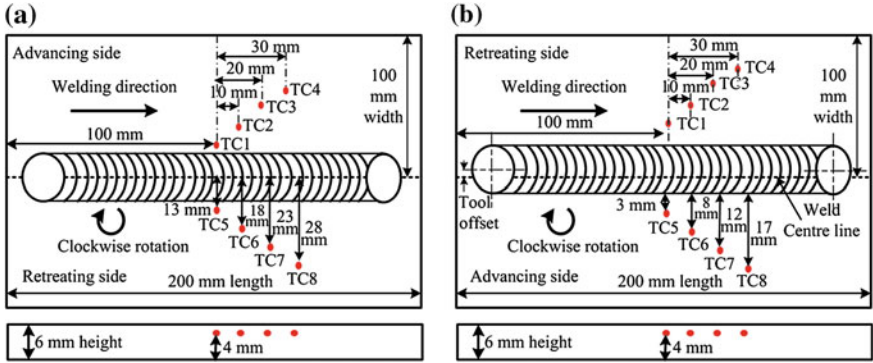 (a)
Advancing side
30 mm
20 mm
TC4
Welding direction
10 mm
TC3
TC2
100 mm
TC1
100
mm
width
13 mm
18
mm
23
mm
28
mm
TC5
TC6
TC7
TC8
Clockwise rotation
Retreating side
200 mm length
6 mm height
4 mm
(b)
Retreating side
30 mm
20 mm
TC4
Welding direction
10 mm
TC3
TC2
100 mm
TC1
100
mm
width
Tool
offset
3 mm
8
mm
12
mm
17
mm
TC5
TC6
TC7
TC8
Weld
Centre line
Clockwise rotation
Advancing side
200 mm length
6 mm height
4 mm